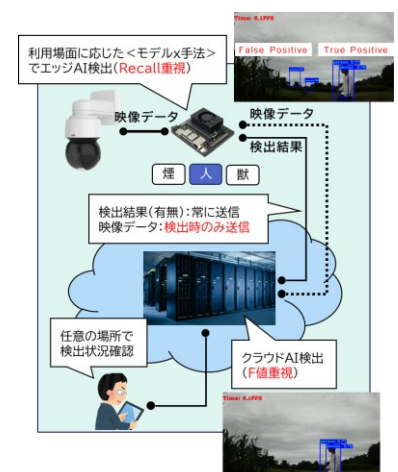 Time: 0.1FPS
False Positive
True Positive
利用場面に応じた<モデルx手法>
でエッジAI検出(Recall重視)
映像データ
映像データ
検出結果
煙
人
獣
検出結果(有無):常に送信
映像データ:検出時のみ送信
任意の場所で
検出状況確認
クラウドAI検出
(F値重視)
Time: 0.1FPS